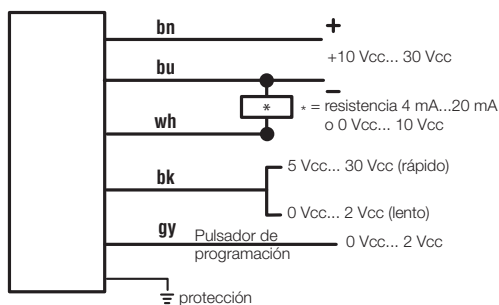 bn
+
+10 Vcc... 30 Vcc
bu
–
*
* = resistencia 4 mA...20 mA
o 0 Vcc... 10 Vcc
wh
5 Vcc... 30 Vcc (rápido)
bk
0 Vcc... 2 Vcc (lento)
gy
Pulsador de
programación
0 Vcc... 2 Vcc
protección